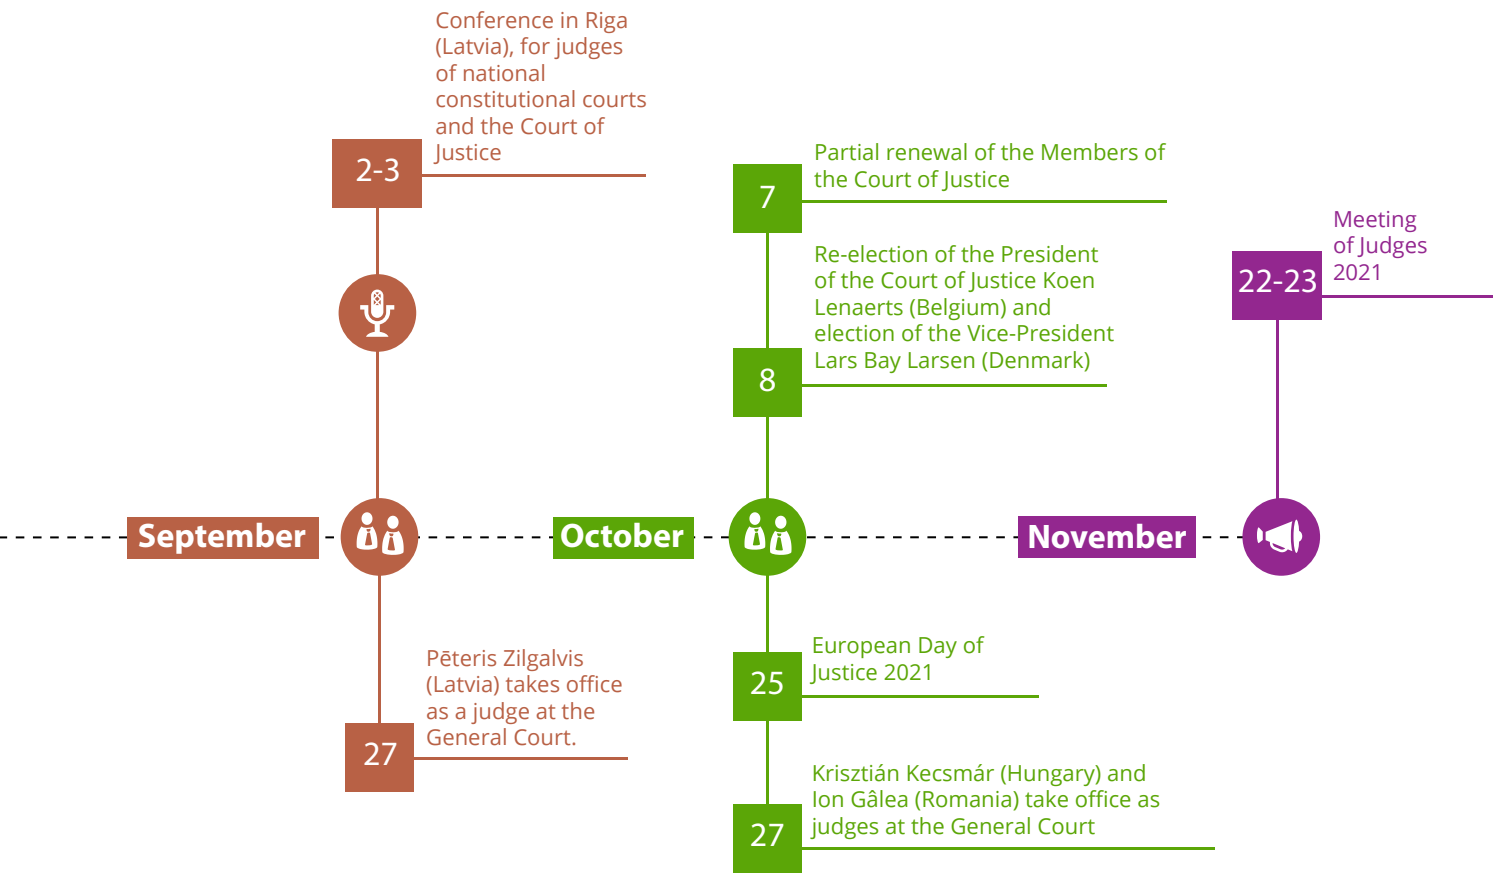 Conference in Riga
(Latvia), for judges
of national
constitutional courts
and the Court of
Justice
2-3
September
Pēteris Zilgalvis
(Latvia) takes office
as a judge at the
General Court.
27
Partial renewal of the Members of
the Court of Justice
7
Re-election of the President
of the Court of Justice Koen
Lenaerts (Belgium) and
election of the Vice-President
Lars Bay Larsen (Denmark)
8
October
European Day of
Justice 2021
25
Krisztián Kecsmár (Hungary) and
Ion Gâlea (Romania) take office as
judges at the General Court
27
Meeting
of Judges
2021
22-23
November